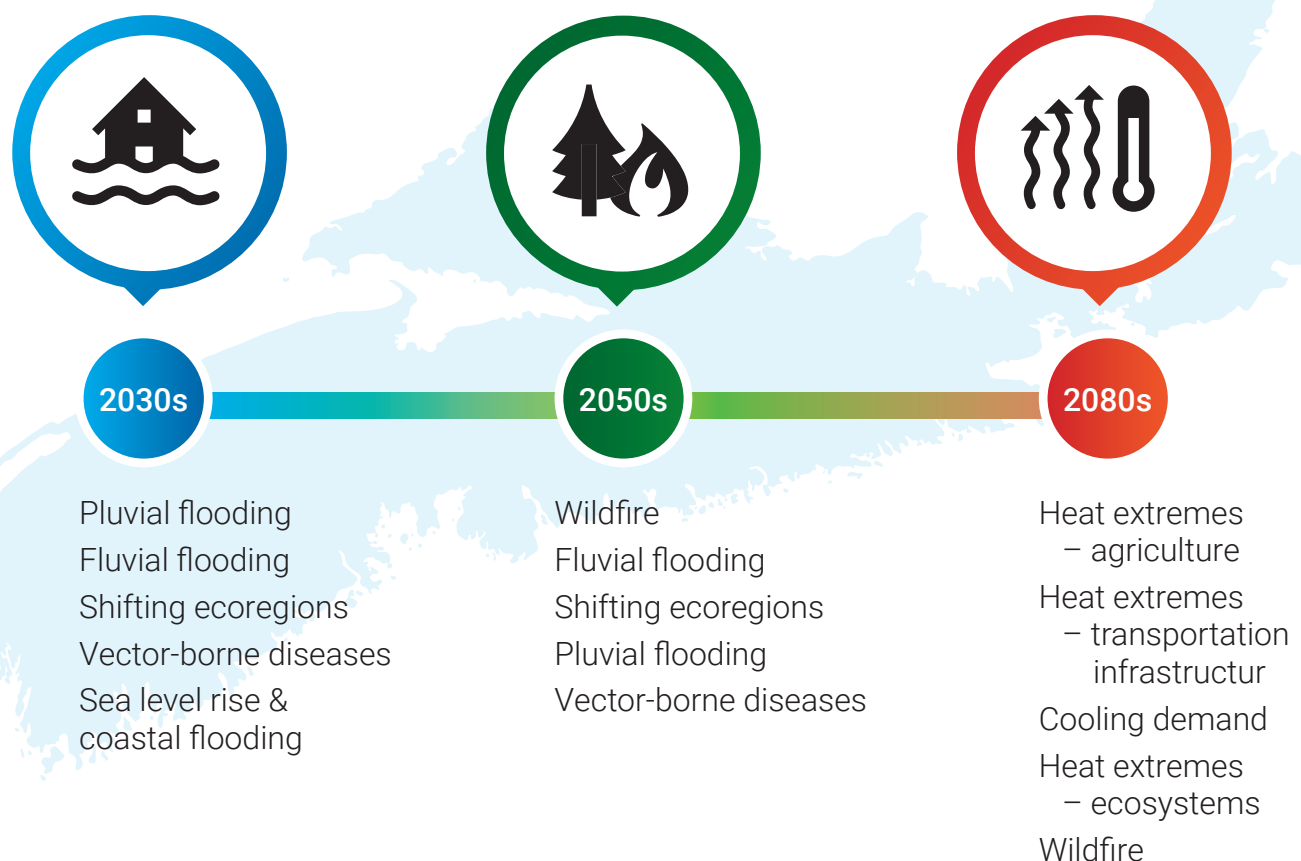 2030s
2050s
2080s
Pluvial flooding
Fluvial flooding
Shifting ecoregions
Vector-borne diseases
Sea level rise &
coastal flooding
Wildfire
Fluvial flooding
Shifting ecoregions
Pluvial flooding
Vector-borne diseases
Heat extremes
– agriculture
Heat extremes
– transportation
infrastructur
Cooling demand
Heat extremes
– ecosystems
Wildfire